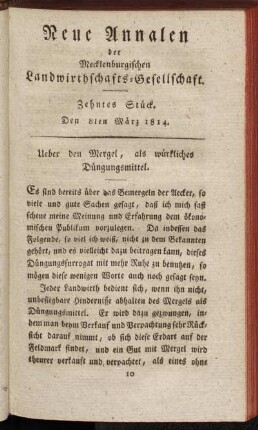 Neue Annalen
der
Mecklenburgischen
Landwirthschafts-Gesellschaft.
Zehntes Stück.
Den 8ten März 1814.
Ueber den Mergel, als würkliches
Düngungsmittel.
Es sind bereits über das Bemergeln der Aecker, so
viele und gute Sachen gesagt, daß ich mich fast
scheue meine Meinung und Erfahrung dem ökono-
mischen Publikum vorzulegen. Da indessen das
Folgende, so viel ich weiß, nicht zu dem Bekannten
gehört, und es vielleicht dazu beitragen kann, dieses
Düngungssurrogat mit mehr Ruhe zu benutzen, so
mögen diese wenigen Worte auch noch gesagt seyn.
Jeder Landwirth bedient sich, wenn ihn nicht
unbesiegbare Hindernisse abhalten des Mergels als
Düngungsmittel. Er wird dazu gezwungen, in-
dem man beym Verkauf und Verpachtung sehr Rück-
sicht darauf nimmt, ob sich diese Erdart auf der
Feldmark findet, und ein Gut mit Mergel wird
theurer verkauft und verpachtet, als eines ohne
10